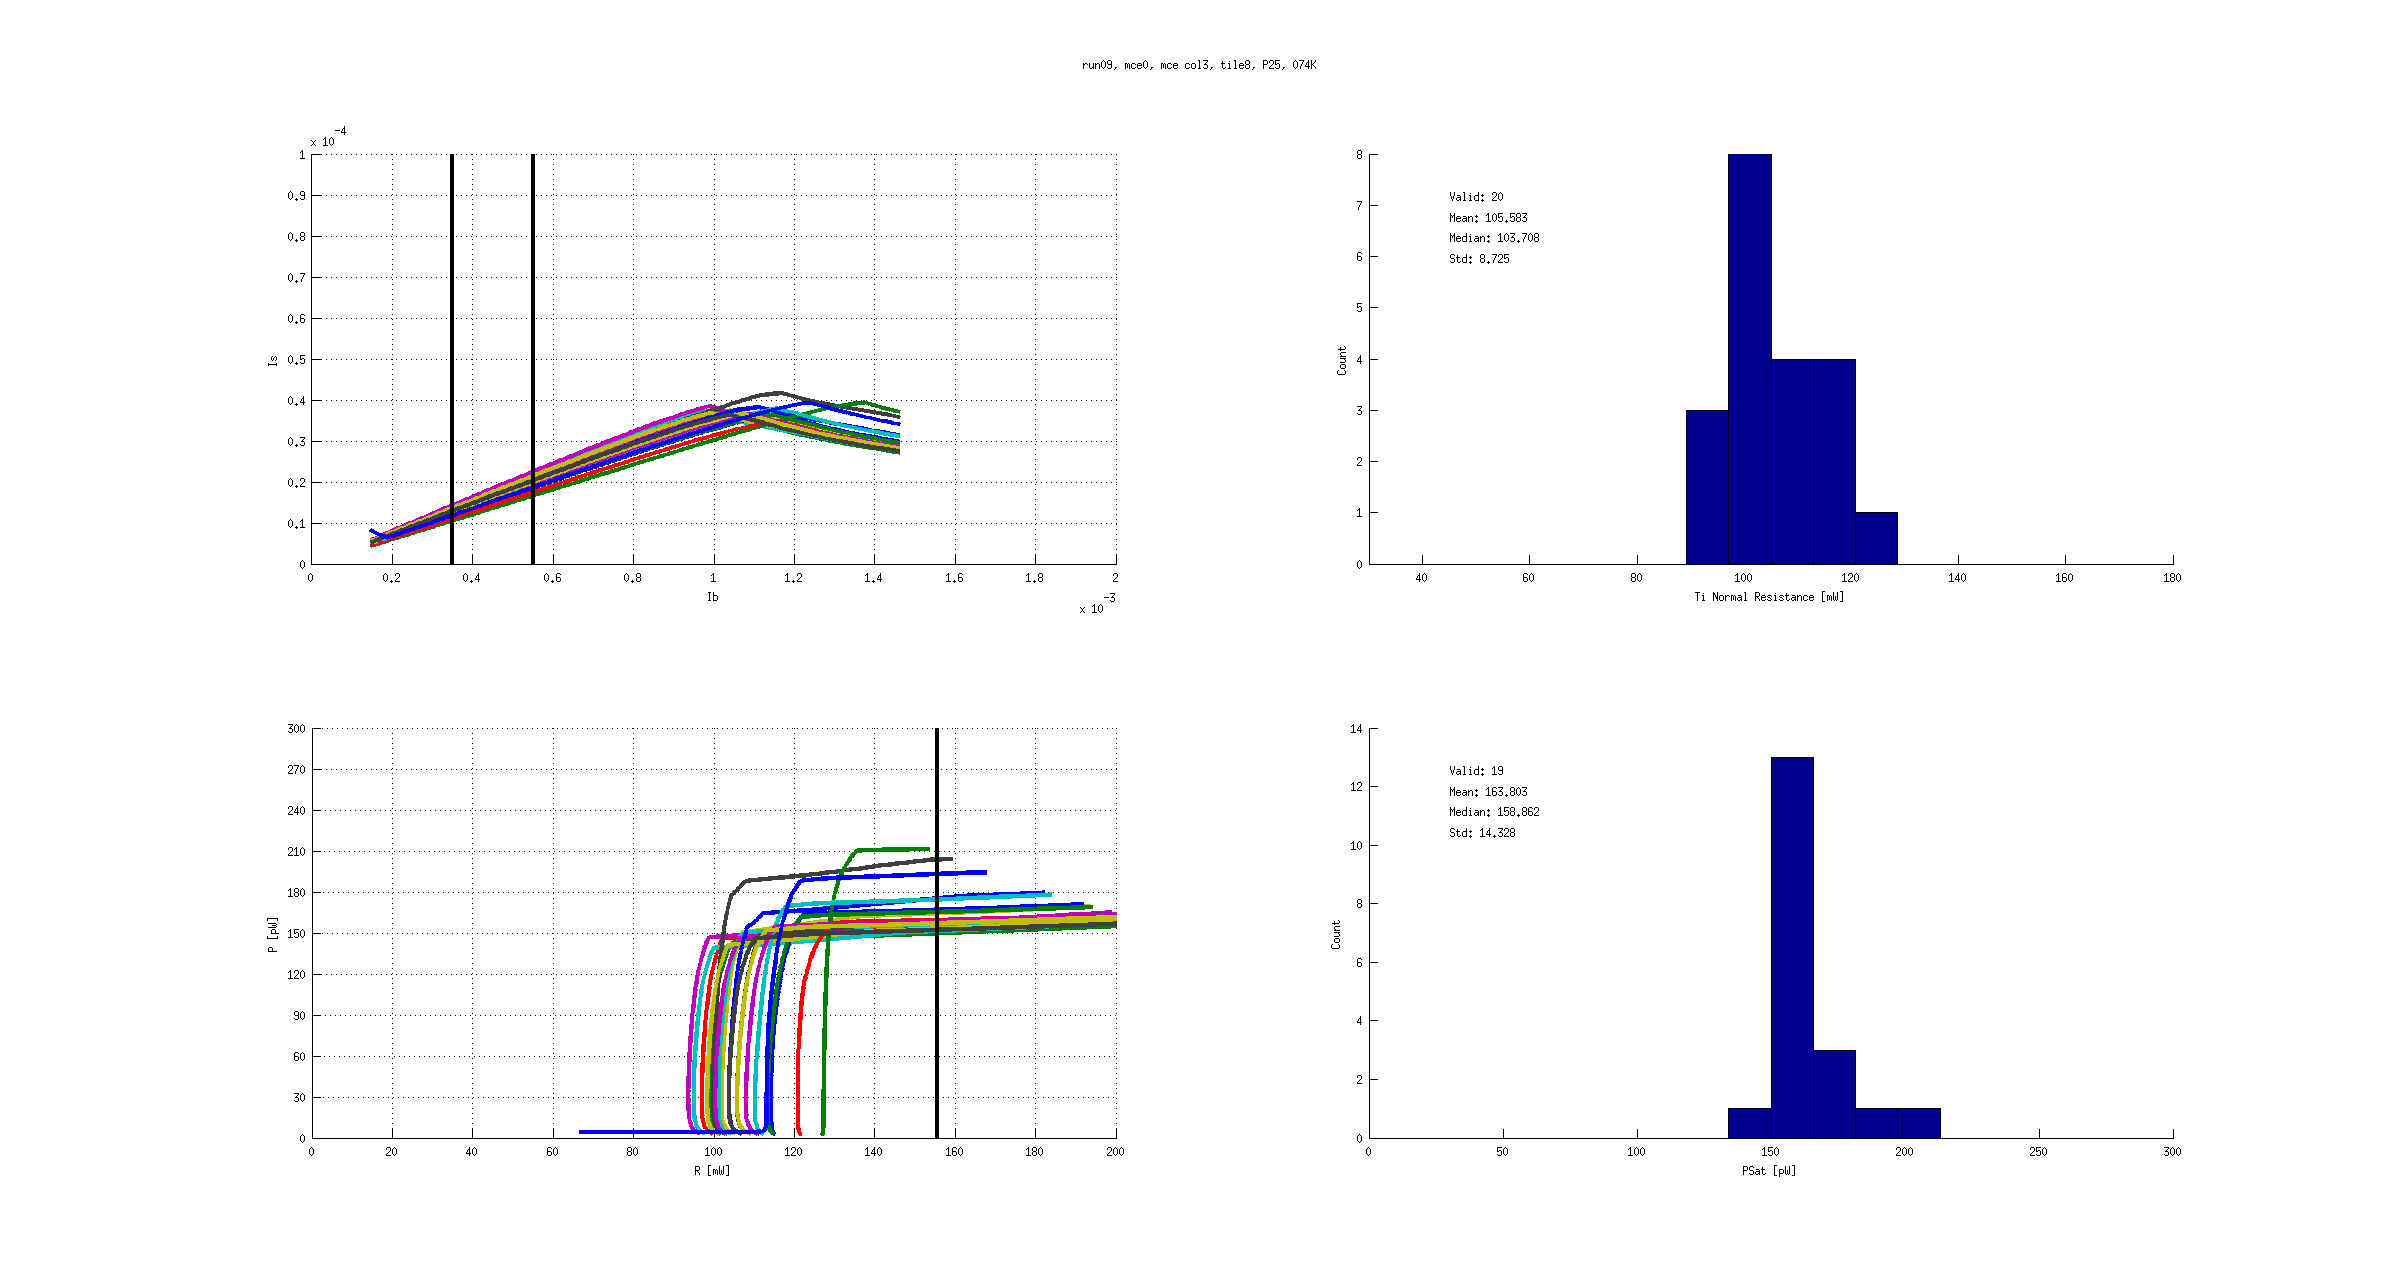 run09, mce0, mce col3, tile8, P25, 074K
x 10
-4
1
0.9
0.8
0.7
0.6
0.5
0.4
0.3
0.2
0.1
0
Is
0 0.2 0.4 0.6 0.8 1 1.2 1.4 1.6 1.8 2
Ib
x 10
-3
8
7
6
5
4
3
2
1
0
Count
Valid: 20
Mean: 105.583
Median: 103.708
Std: 8.725
40 60 80 100 120 140 160 180
Ti Normal Resistance [mW]
300
270
240
210
180
150
120
90
60
30
0
P [pW]
0 20 40 60 80 100 120 140 160 180 200
R [mW]
14
12
10
8
6
4
2
0
Count
Valid: 19
Mean: 163.803
Median: 158.862
Std: 14.328
0 50 100 150 200 250 300
PSat [pW]